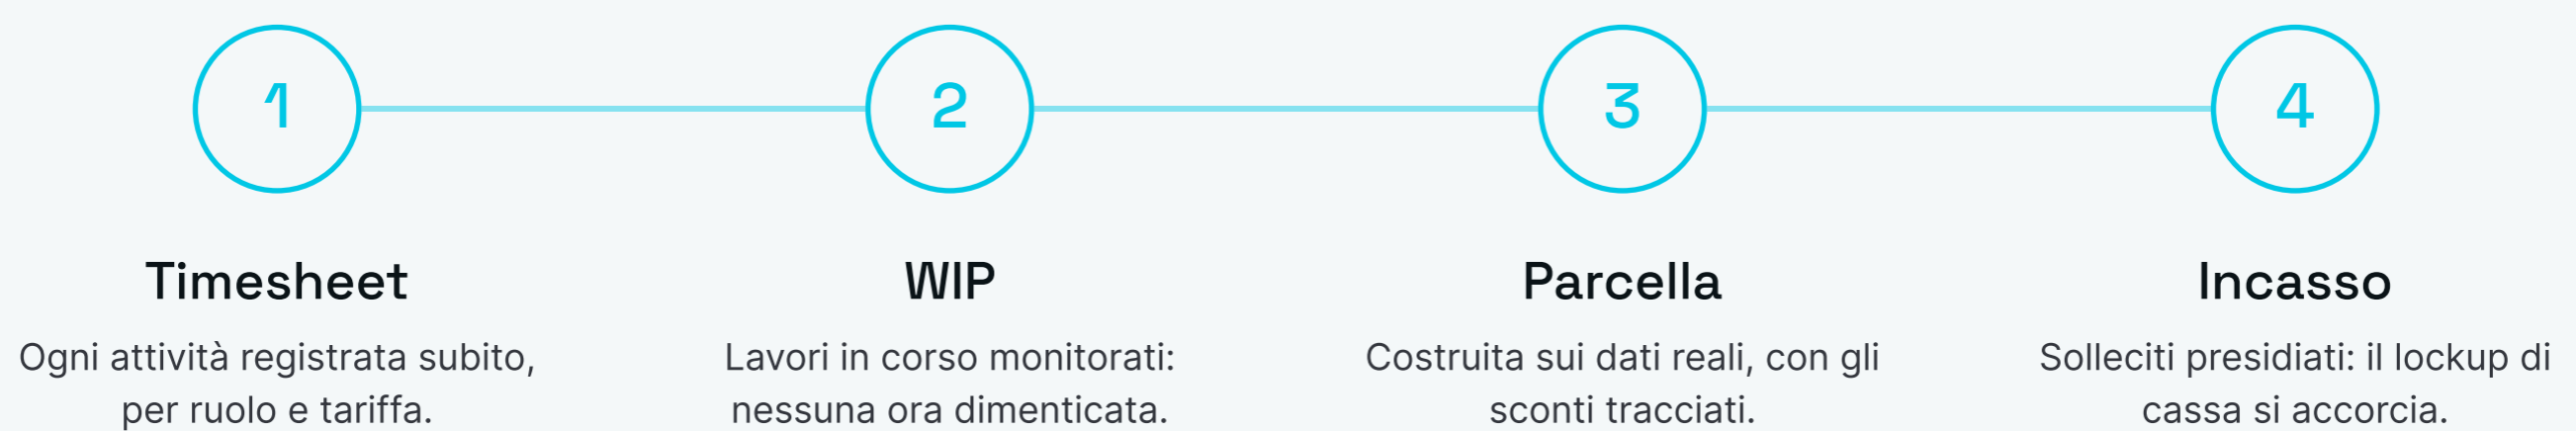 1
2
3
4
Timesheet
Ogni attività registrata subito,
per ruolo e tariffa.
WIP
Lavori in corso monitorati:
nessuna ora dimenticata.
Parcella
Costruita sui dati reali, con gli
sconti tracciati.
Incasso
Solleciti presidiati: il lockup di
cassa si accorcia.